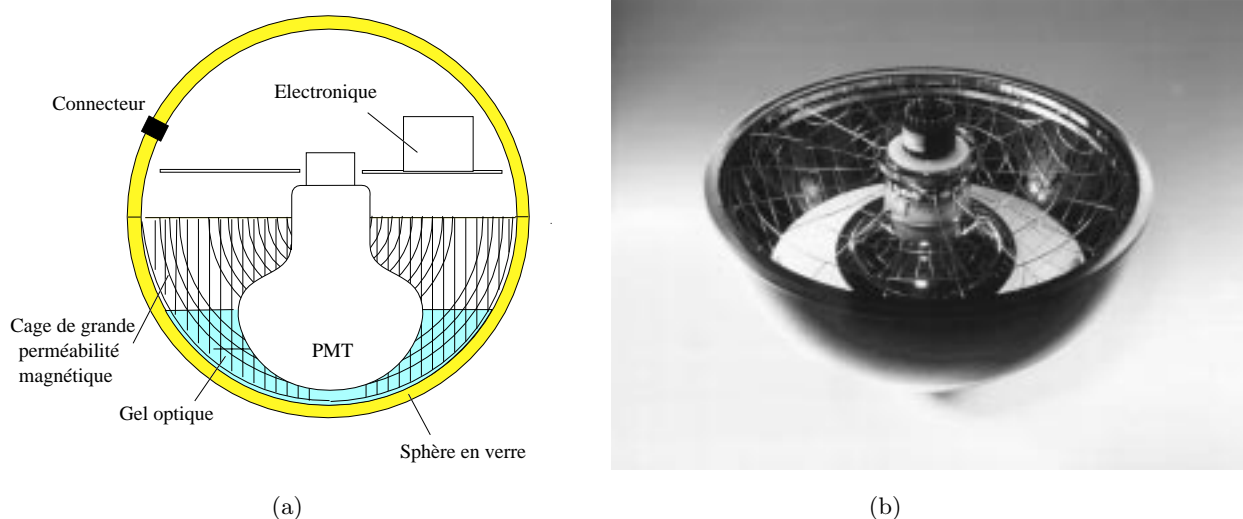 Connecteur
Electronique
Cage de grande
perméabilité
magnétique
PMT
Gel optique
Sphère en verre
(a)
(b)